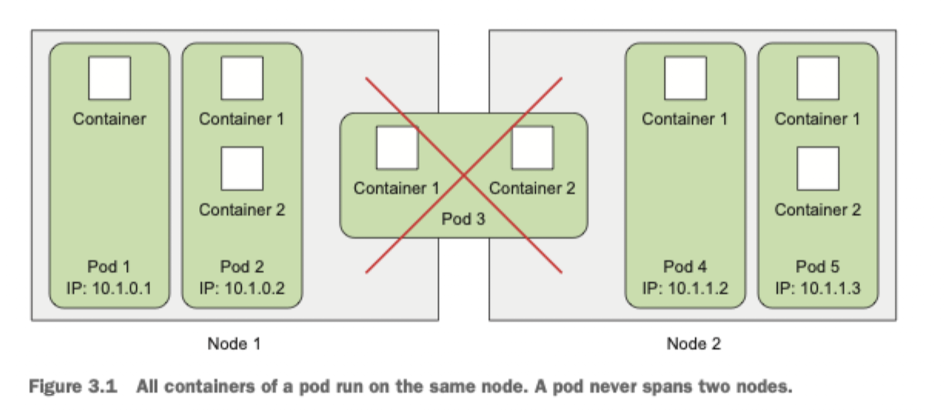 Container
Pod 1
IP: 10.1.0.1
Container 1
Container 2
Pod 2
IP: 10.1.0.2
Container 1
Container 2
Pod 3
Container 1
Pod 4
IP: 10.1.1.2
Container 1
Container 2
Pod 5
IP: 10.1.1.3
Node 1
Node 2
Figure 3.1 All containers of a pod run on the same node. A pod never spans two nodes.